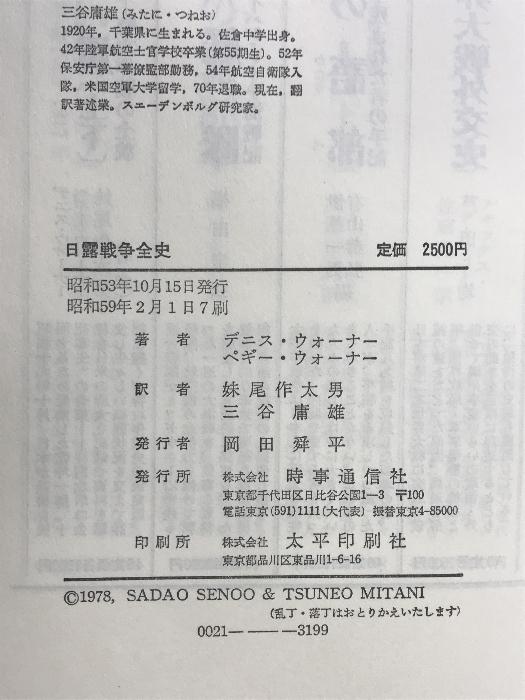 三谷庸雄（みたに・つねお）
1920年，千葉県に生まれる。佐倉中学出身。
42年陸軍航空士官学校卒業（第55期生）。52年
保安庁第一幕僚監部勤務，54年航空自衛隊入
隊，米国空軍大学留学，70年退職。現在，翻
訳著述業。スエーデンボルグ研究家。
日露戦争全史 定価 2500円
昭和53年10月15日発行
昭和59年2月1日7刷
著者 デニス・ウォーナー
ペギー・ウォーナー
訳者 妹尾作太男
三谷庸雄
発行者 岡田舜平
発行所 株式会社 時事通信社
東京都千代田区日比谷公園1―3 〒100
電話東京(591)1111(大代表) 振替東京4-85000
印刷所 株式会社 太平印刷社
東京都品川区東品川1-6-16
©1978, SADAO SENOO & TSUNEO MITANI
（乱丁・落丁はおとりかえいたします）
0021― ―3199